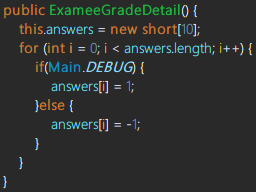 public ExameeGradeDetail() {
this.answers = new short[10];
for (int i = 0; i < answers.length; i++) {
if(Main.DEBUG) {
answers[i] = 1;
}else {
answers[i] = -1;
}
}
}